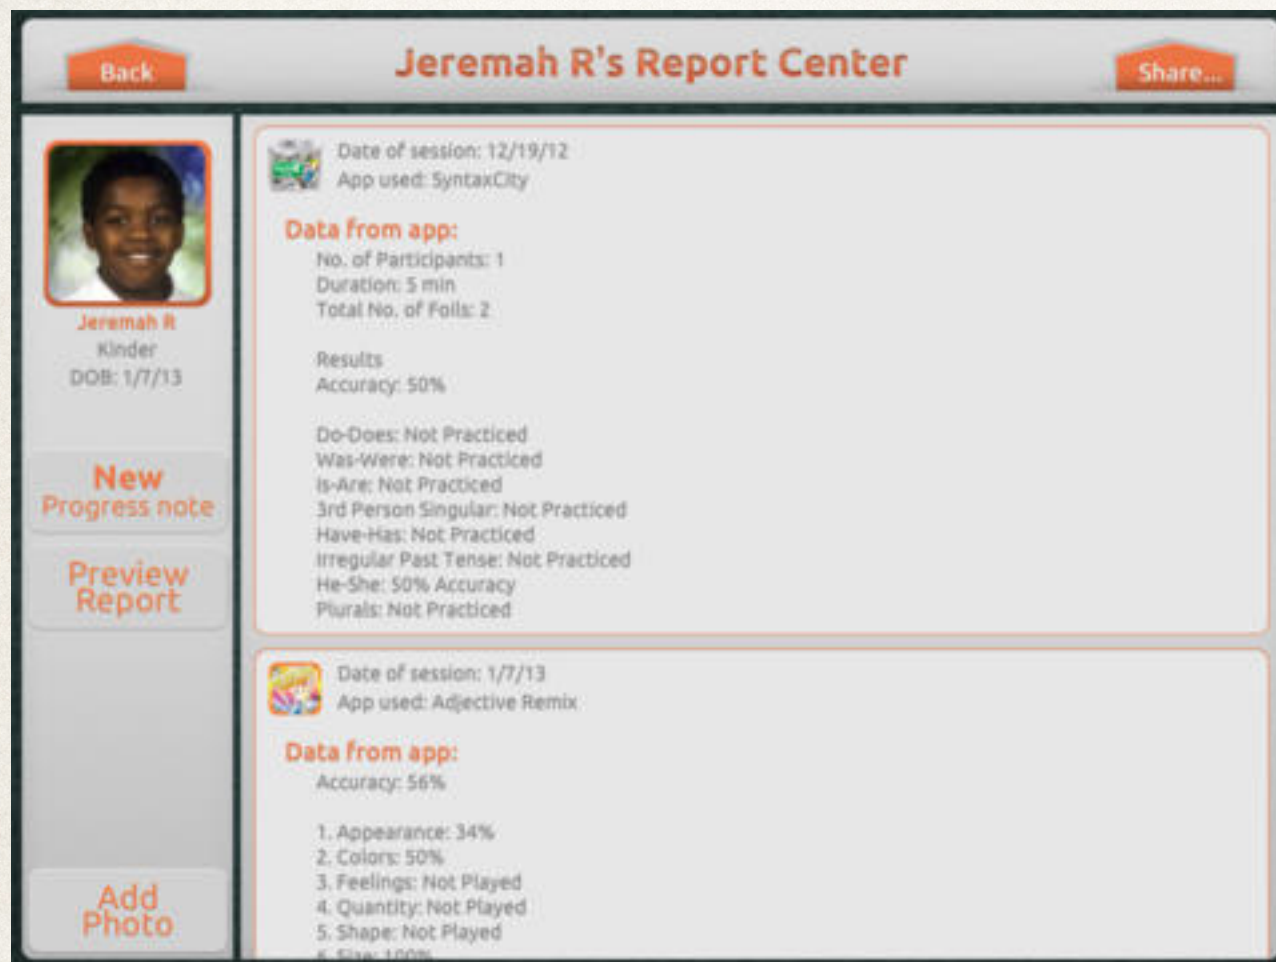 Back
Jeremah R's Report Center
Share...
Jeremah R
Kinder
DOB: 1/7/13
New
Progress note
Preview
Report
Add
Photo
Date of session: 12/19/12
App used: SyntaxCity
Data from app:
No. of Participants: 1
Duration: 5 min
Total No. of Foils: 2
Results
Accuracy: 50%
Do-Does: Not Practiced
Was-Were: Not Practiced
Is-Are: Not Practiced
3rd Person Singular: Not Practiced
Have-Has: Not Practiced
Irregular Past Tense: Not Practiced
He-She: 50% Accuracy
Plurals: Not Practiced
Date of session: 1/7/13
App used: Adjective Remix
Data from app:
Accuracy: 56%
1. Appearance: 34%
2. Colors: 50%
3. Feelings: Not Played
4. Quantity: Not Played
5. Shape: Not Played
6. Size: 100%